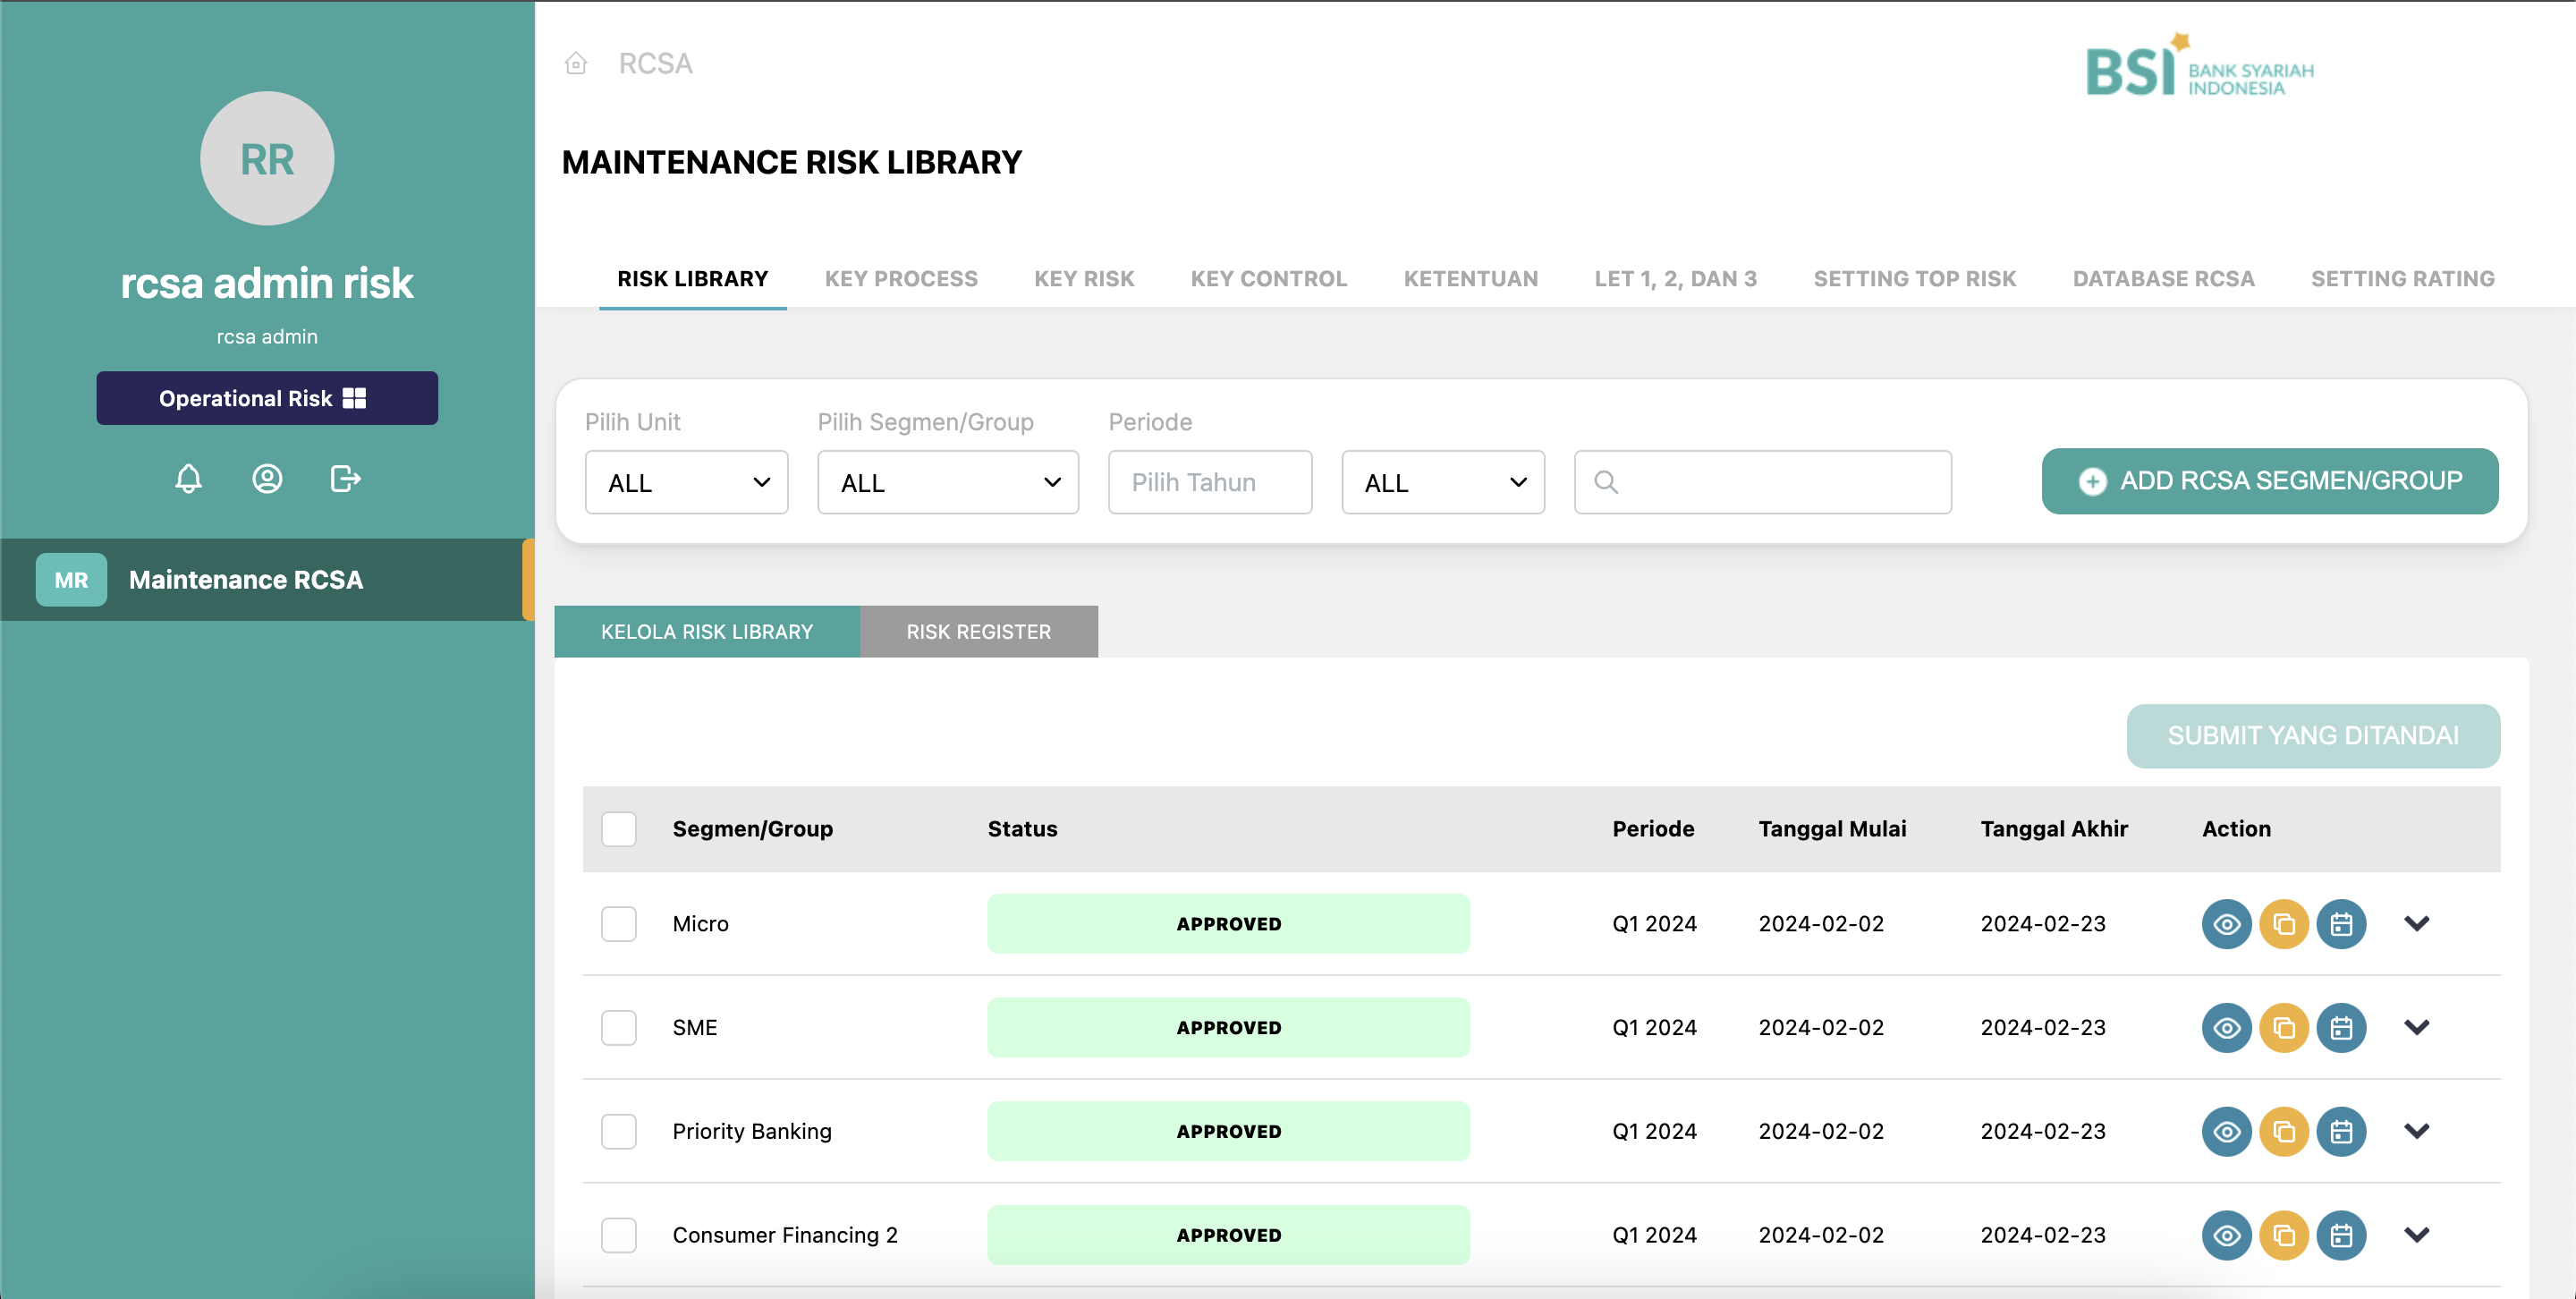 RR
rcsa admin risk
rcsa admin
Operational Risk
MR Maintenance RCSA
RCSA
BSI BANK SYARIAH
INDONESIA
MAINTENANCE RISK LIBRARY
RISK LIBRARY KEY PROCESS KEY RISK KEY CONTROL KETENTUAN LET 1, 2, DAN 3 SETTING TOP RISK DATABASE RCSA SETTING RATING
Pilih Unit Pilih Segmen/Group Periode
ALL ALL Pilih Tahun ALL ADD RCSA SEGMEN/GROUP
KELOLA RISK LIBRARY RISK REGISTER
SUBMIT YANG DITANDAI
Segmen/Group Status Periode Tanggal Mulai Tanggal Akhir Action
Micro APPROVED Q1 2024 2024-02-02 2024-02-23
SME APPROVED Q1 2024 2024-02-02 2024-02-23
Priority Banking APPROVED Q1 2024 2024-02-02 2024-02-23
Consumer Financing 2 APPROVED Q1 2024 2024-02-02 2024-02-23